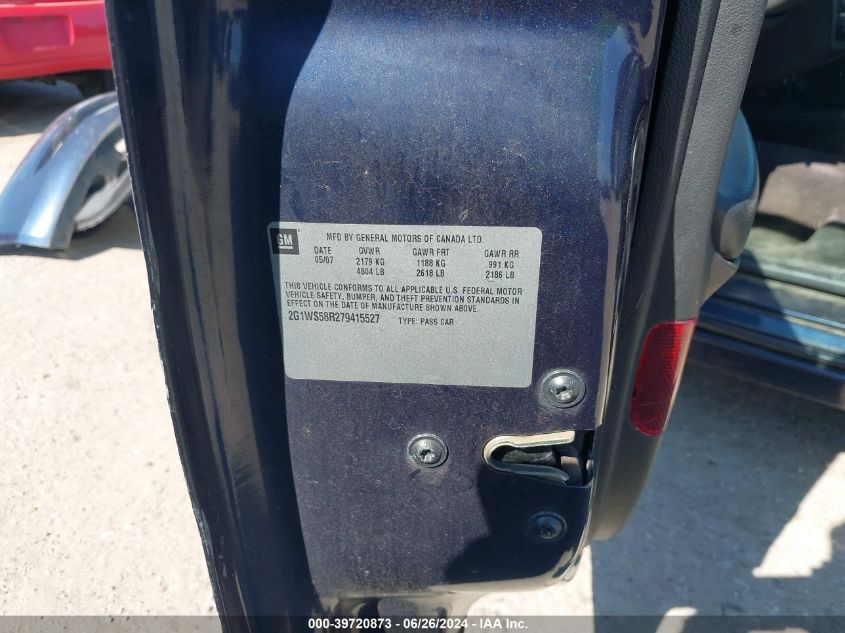 GM
MFD BY GENERAL MOTORS OF CANADA LTD.
DATE GVWR GAWR FRT GAWR RR
05/07 2179 KG 1188 KG 991 KG
4804 LB 2618 LB 2186 LB
THIS VEHICLE CONFORMS TO ALL APPLICABLE U.S. FEDERAL MOTOR
VEHICLE SAFETY, BUMPER, AND THEFT PREVENTION STANDARDS IN
EFFECT ON THE DATE OF MANUFACTURE SHOWN ABOVE.
2G1WS58R279415527 TYPE: PASS CAR
000-39720873 - 06/26/2024 - IAA Inc.